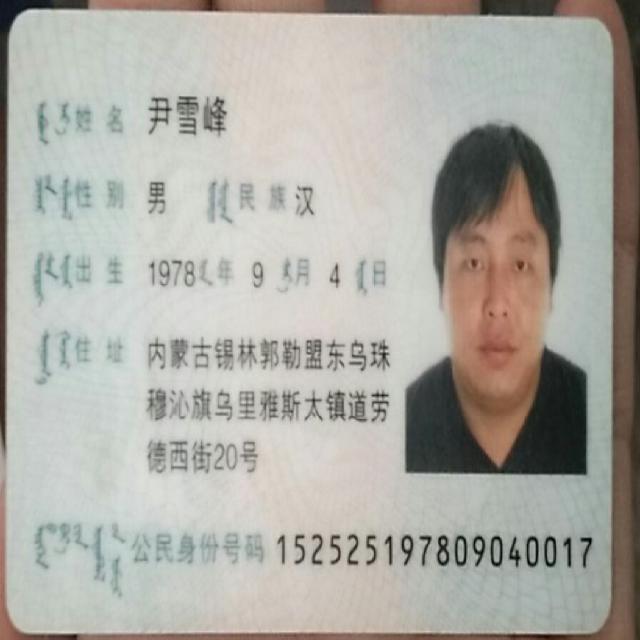 姓名 尹雪峰
性别 男 民族 汉
出生 1978年9月4日
住址 内蒙古锡林郭勒盟东乌珠
穆沁旗乌里雅斯太镇道劳
德西街20号
公民身份号码 152525197809040017